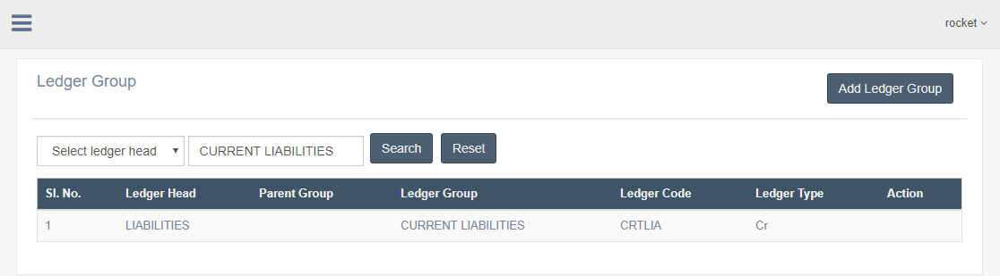 rocket
Ledger Group
Add Ledger Group
Select ledger head CURRENT LIABILITIES Search Reset
Sl. No. Ledger Head Parent Group Ledger Group Ledger Code Ledger Type Action
1 LIABILITIES CURRENT LIABILITIES CRTLIA Cr